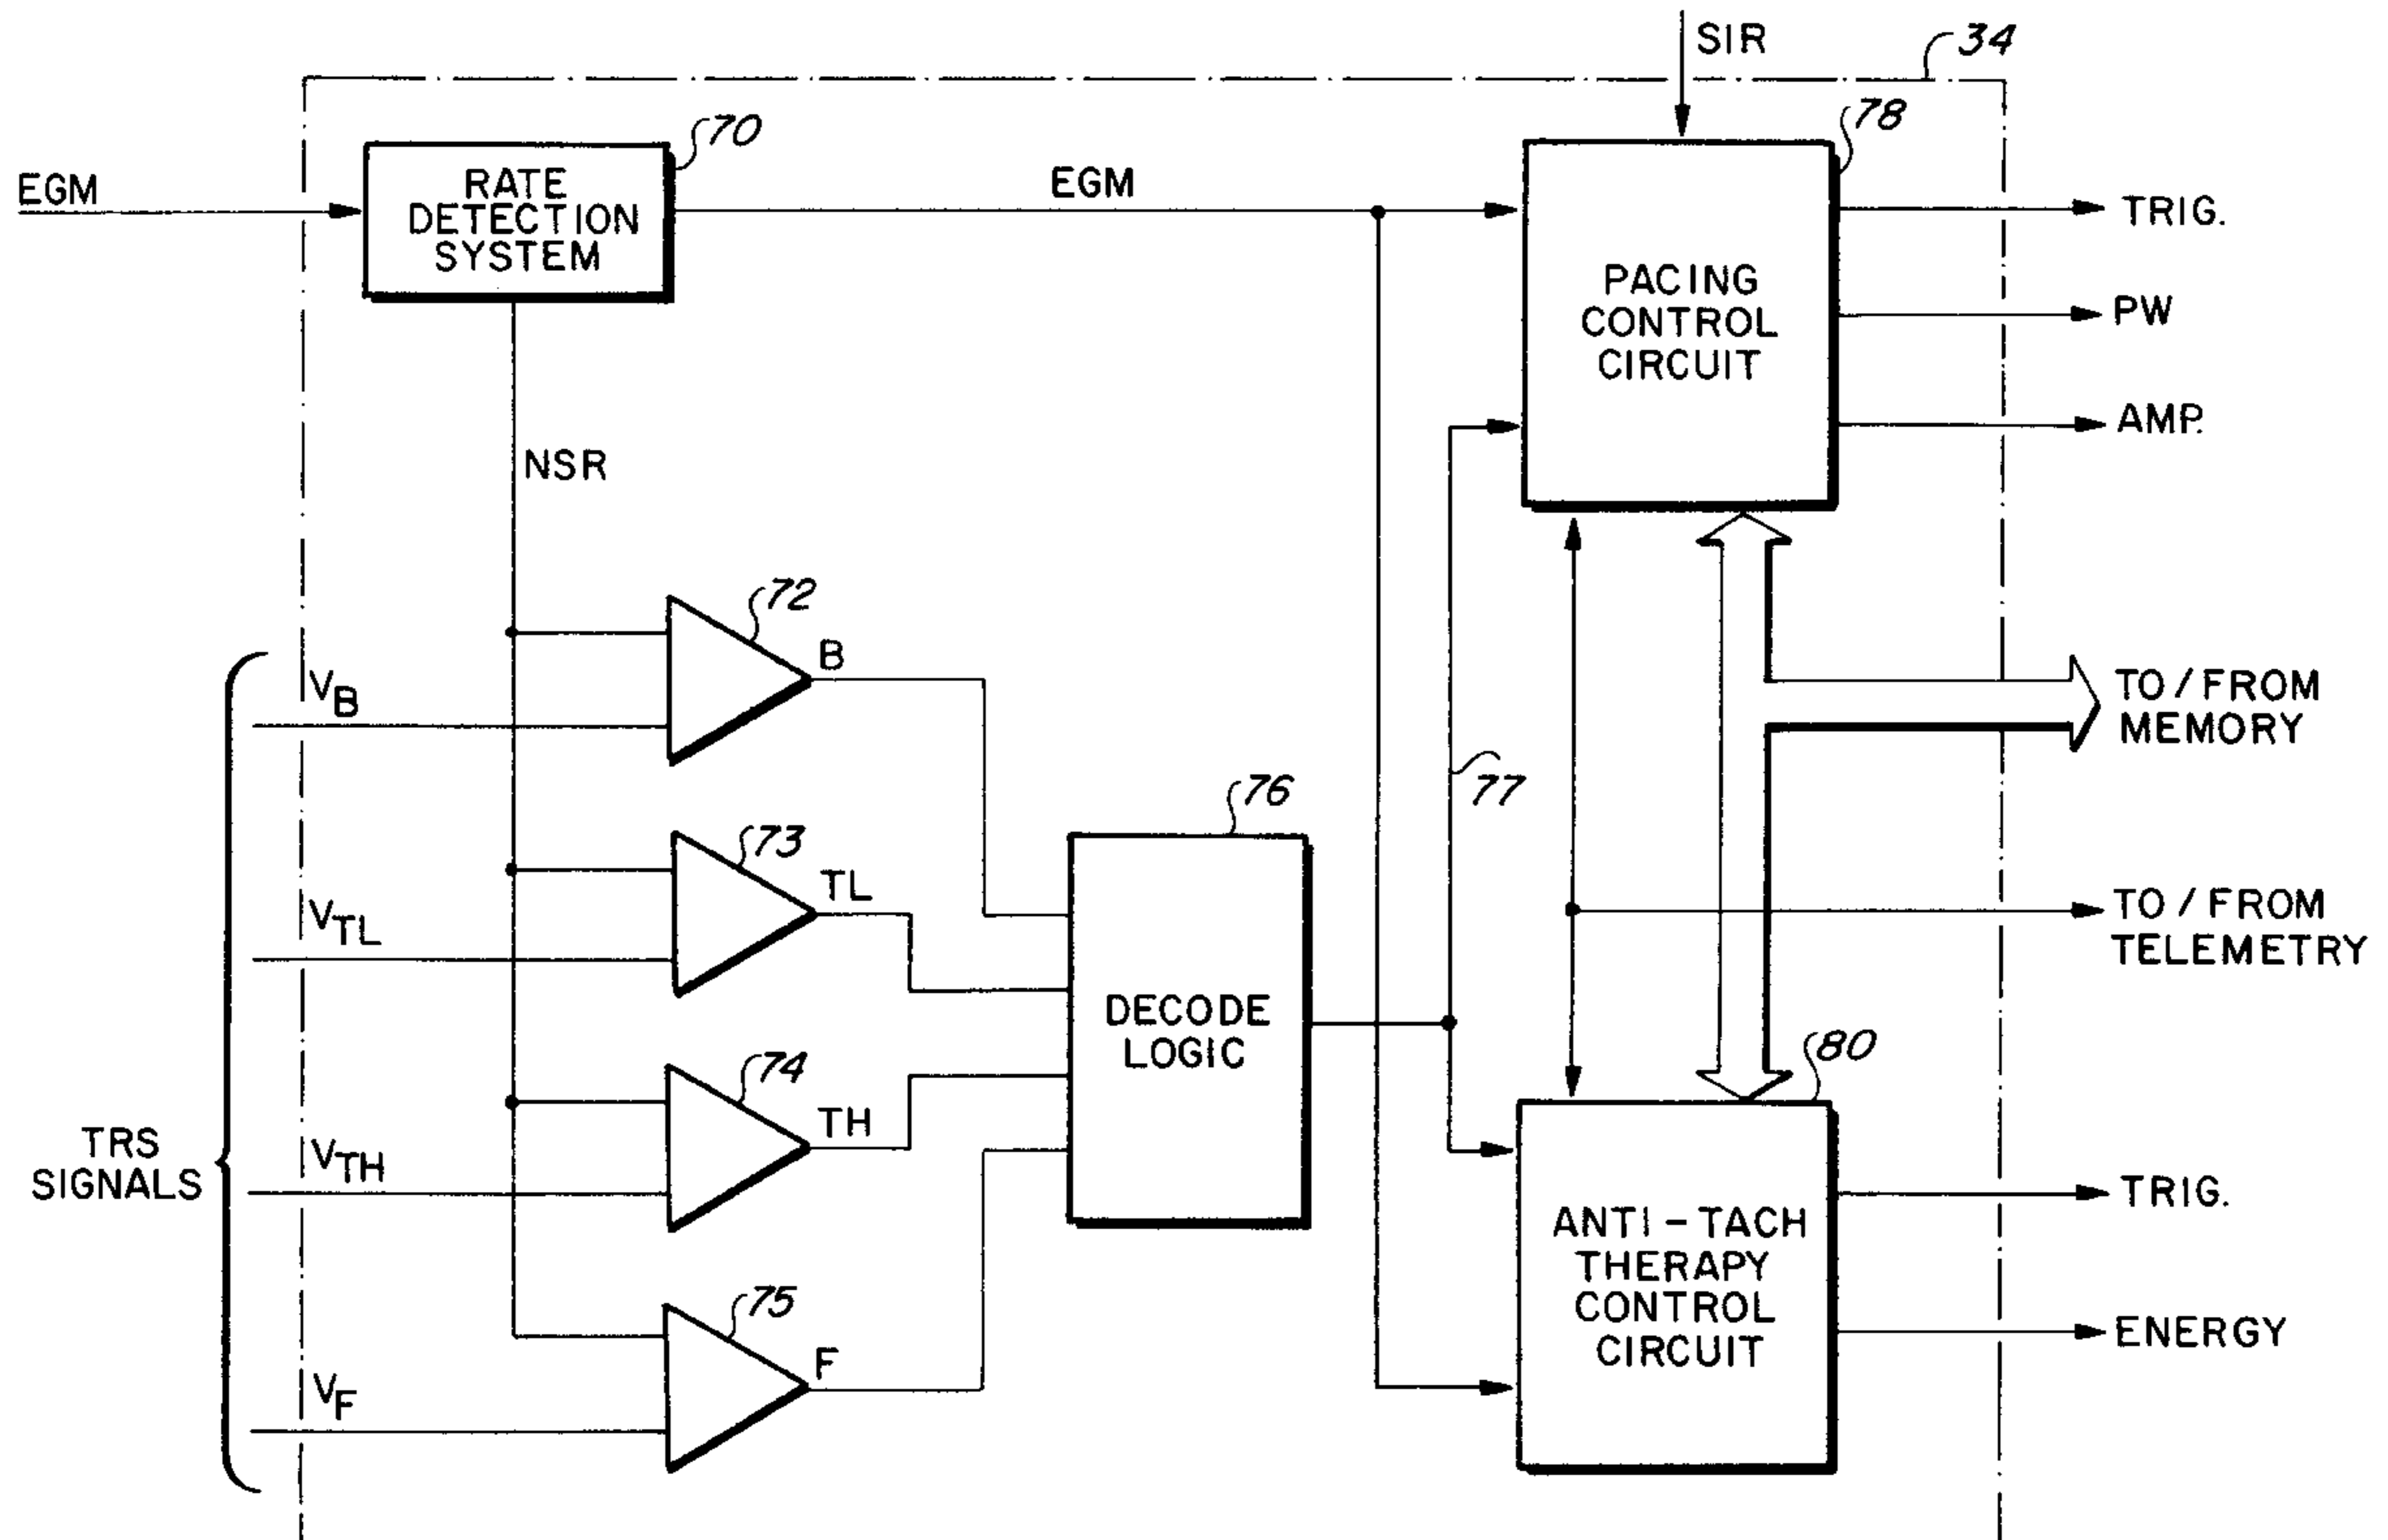 SIR
34
70
78
EGM
RATE
DETECTION
SYSTEM
EGM
PACING
CONTROL
CIRCUIT
TRIG.
PW
AMP.
NSR
72
B
VB
TO / FROM
MEMORY
77
76
73
TL
VTL
TO / FROM
TELEMETRY
DECODE
LOGIC
74
TH
VTH
TRS
SIGNALS
80
ANTI - TACH
THERAPY
CONTROL
CIRCUIT
TRIG.
ENERGY
75
F
VF